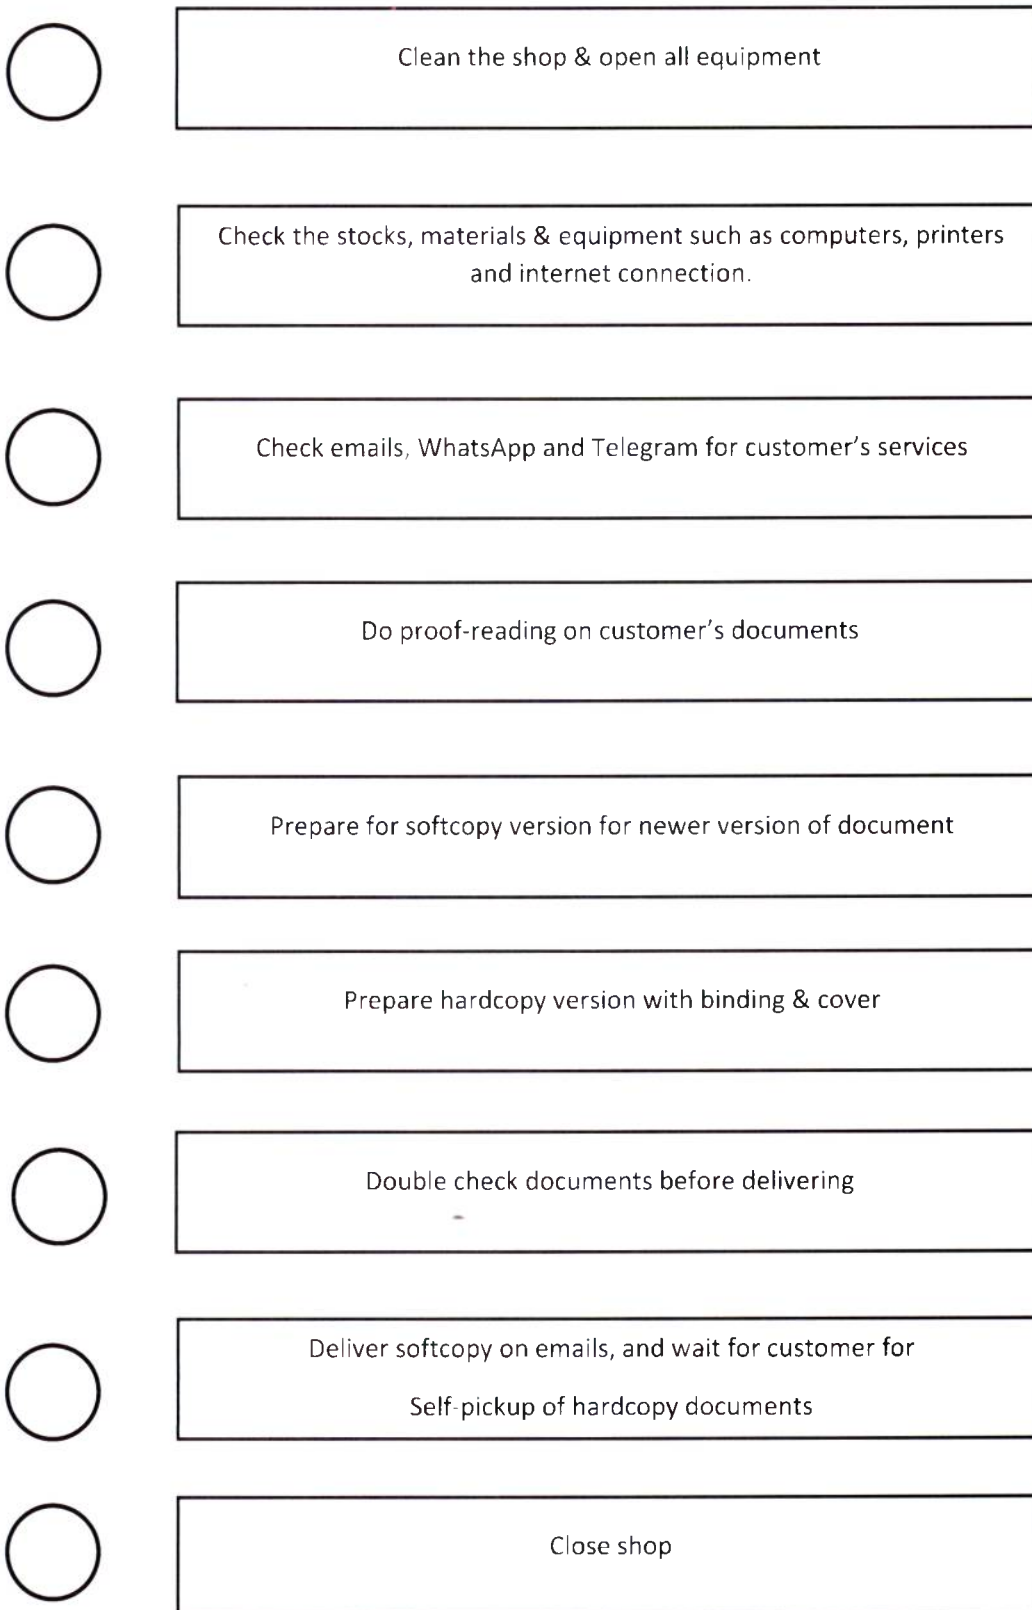 Clean the shop & open all equipment
Check the stocks, materials & equipment such as computers, printers
and internet connection.
Check emails, WhatsApp and Telegram for customer's services
Do proof-reading on customer's documents
Prepare for softcopy version for newer version of document
Prepare hardcopy version with binding & cover
Double check documents before delivering
Deliver softcopy on emails, and wait for customer for
Self-pickup of hardcopy documents
Close shop